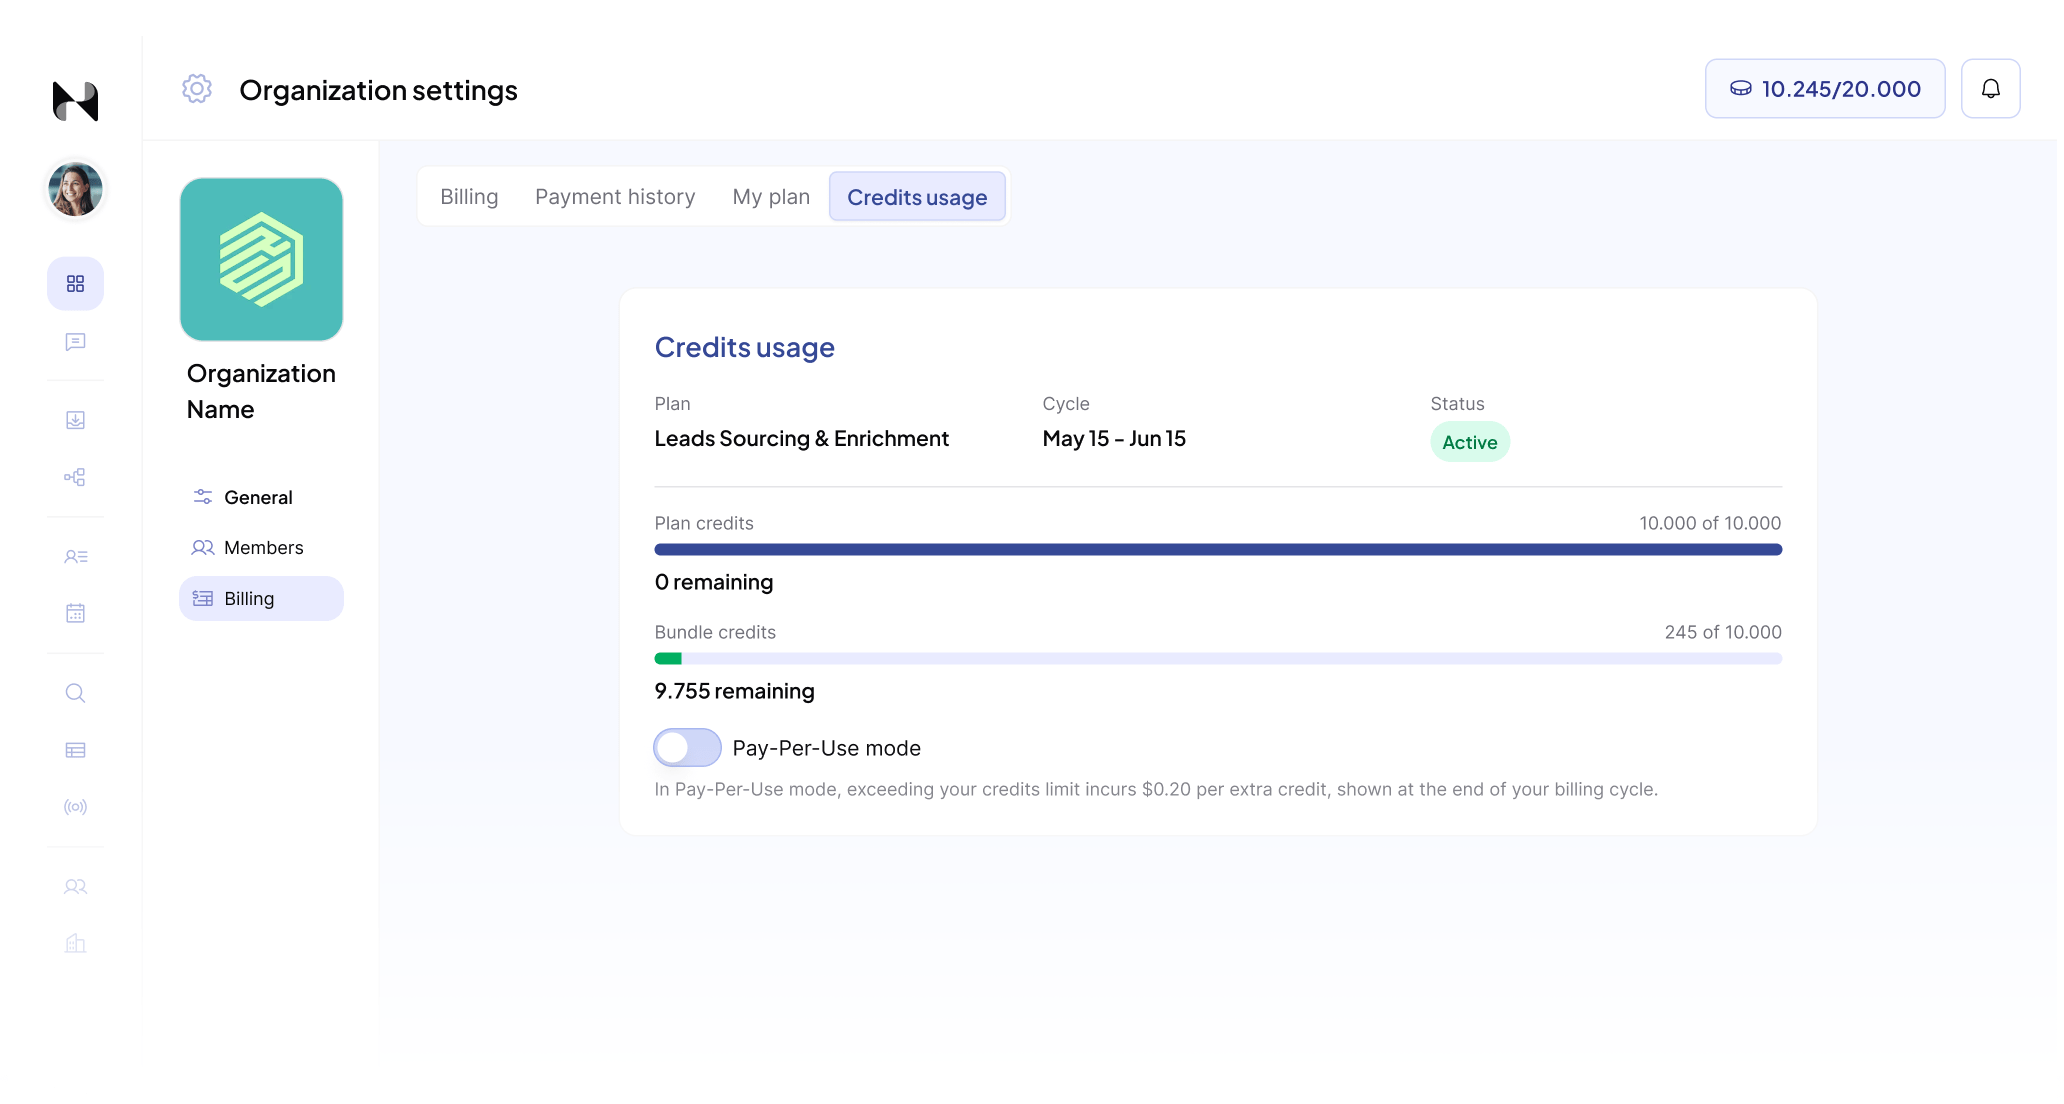 Organization settings
10.245/20.000
Organization
Name
General
Members
Billing
Billing
Payment history
My plan
Credits usage
Credits usage
Plan
Leads Sourcing & Enrichment
Cycle
May 15 - Jun 15
Status
Active
Plan credits
10.000 of 10.000
0 remaining
Bundle credits
245 of 10.000
9.755 remaining
Pay-Per-Use mode
In Pay-Per-Use mode, exceeding your credits limit incurs $0.20 per extra credit, shown at the end of your billing cycle.